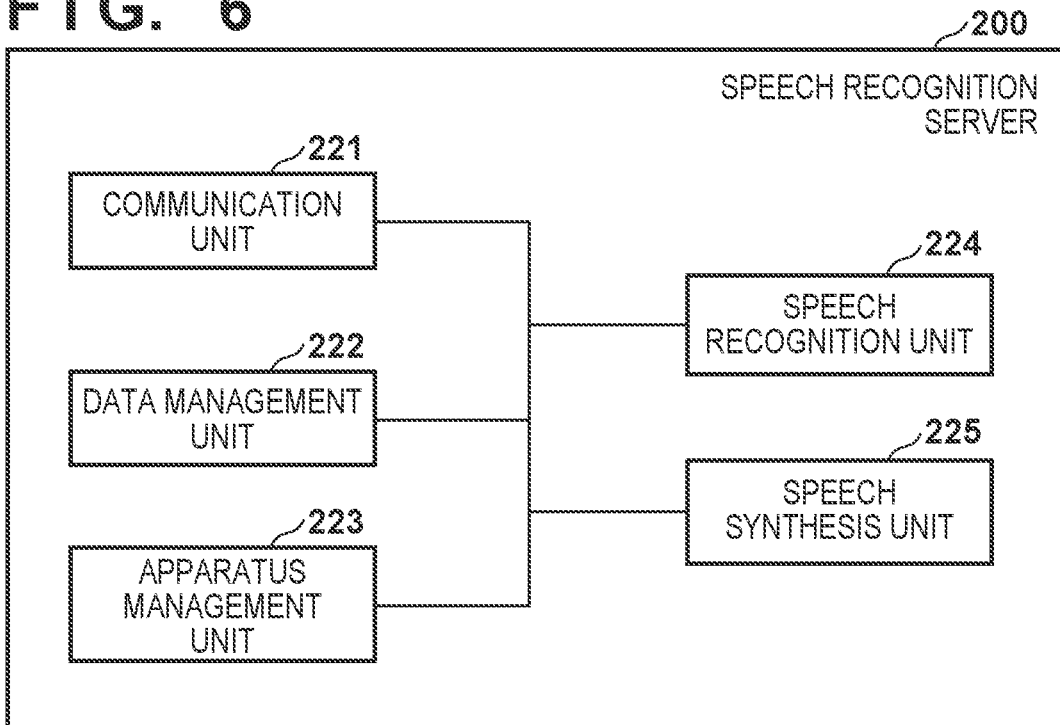 FIG. 6
200
SPEECH RECOGNITION
SERVER
221
COMMUNICATION
UNIT
222
DATA MANAGEMENT
UNIT
223
APPARATUS
MANAGEMENT
UNIT
224
SPEECH
RECOGNITION UNIT
225
SPEECH
SYNTHESIS UNIT